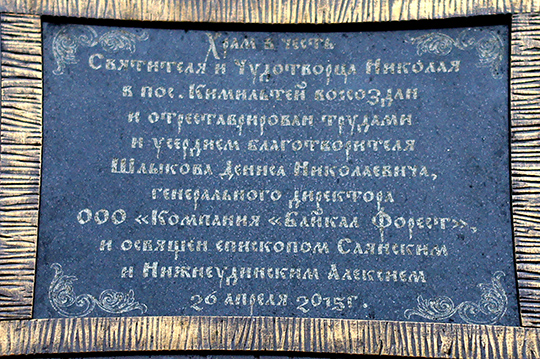 Храм в честь
Святителя и Чудотворца Николая
в пос. Кимильтей воссоздан
и отреставрирован трудами
и усердием благотворителя
Шлыкова Дениса Николаевича,
генерального директора
ООО «Компания «Байкал Форест»,
и освящен епископом Саянским
и Нижнеудинским Алексием
26 апреля 2015г.